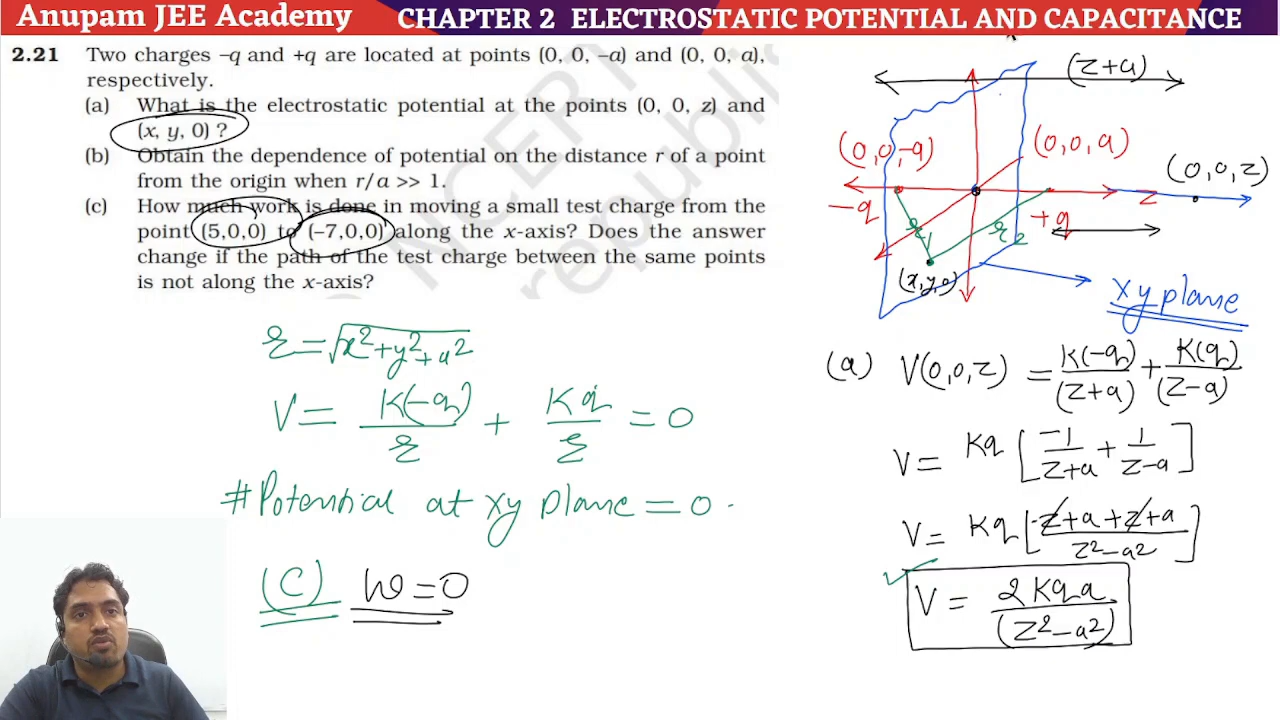 Anupam JEE Academy CHAPTER 2 ELECTROSTATIC POTENTIAL AND CAPACITANCE
2.21 Two charges –q and +q are located at points (0, 0, –a) and (0, 0, a),
respectively.
(a) What is the electrostatic potential at the points (0, 0, z) and
(x, y, 0) ?
(b) Obtain the dependence of potential on the distance r of a point
from the origin when r/a >> 1.
(c) How much work is done in moving a small test charge from the
point (5,0,0) to (–7,0,0) along the x-axis? Does the answer
change if the path of the test charge between the same points
is not along the x-axis?
NCERT
republi
r = √x²+y²+a²
V = K(-q)/r + Kq/r = 0
# Potential at xy plane = 0
(C) W = 0
(z+a)
(0,0,-a)
(0,0,a)
(0,0,z)
-q
+q
z
r
r2
(x,y,0)
xy plane
(a) V(0,0,z) = K(-q)/(z+a) + K(q)/(z-a)
V = Kq [-1/z+a + 1/z-a]
V = Kq [-z+a+z+a/z²-a²]
V = 2Kqa/(z²-a²)